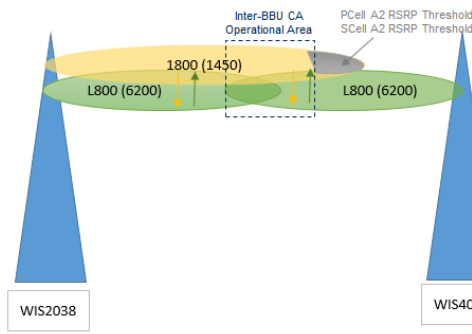 Inter-BBU CA
Operational Area
PCell A2 RSRP Threshold
SCell A2 RSRP Threshold
1800 (1450)
L800 (6200)
L800 (6200)
WIS2038